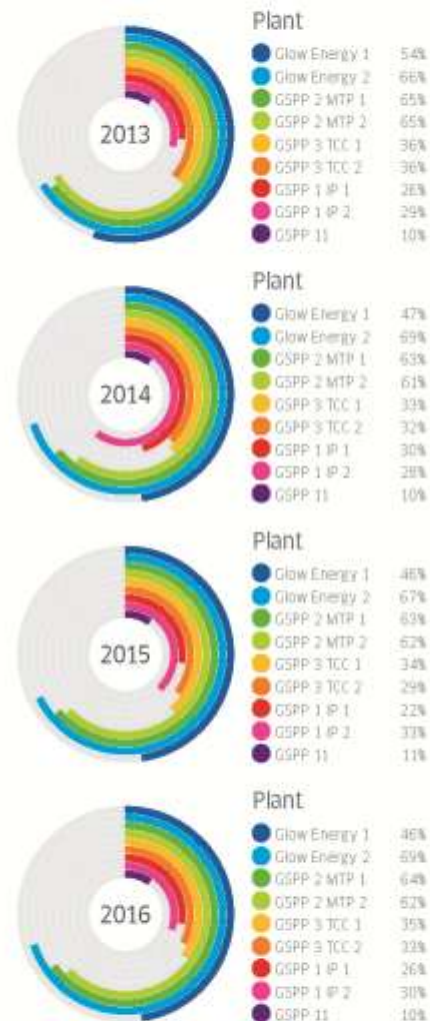 Plant
2013
Glow Energy 1 54%
Glow Energy 2 66%
GSPP 2 MTP 1 65%
GSPP 2 MTP 2 65%
GSPP 3 TCC 1 36%
GSPP 3 TCC 2 36%
GSPP 1 IP 1 26%
GSPP 1 IP 2 29%
GSPP 11 10%
Plant
2014
Glow Energy 1 47%
Glow Energy 2 69%
GSPP 2 MTP 1 63%
GSPP 2 MTP 2 61%
GSPP 3 TCC 1 33%
GSPP 3 TCC 2 32%
GSPP 1 IP 1 30%
GSPP 1 IP 2 28%
GSPP 11 10%
Plant
2015
Glow Energy 1 46%
Glow Energy 2 67%
GSPP 2 MTP 1 63%
GSPP 2 MTP 2 62%
GSPP 3 TCC 1 34%
GSPP 3 TCC 2 29%
GSPP 1 IP 1 22%
GSPP 1 IP 2 33%
GSPP 11 11%
Plant
2016
Glow Energy 1 46%
Glow Energy 2 69%
GSPP 2 MTP 1 64%
GSPP 2 MTP 2 62%
GSPP 3 TCC 1 35%
GSPP 3 TCC 2 33%
GSPP 1 IP 1 26%
GSPP 1 IP 2 30%
GSPP 11 10%